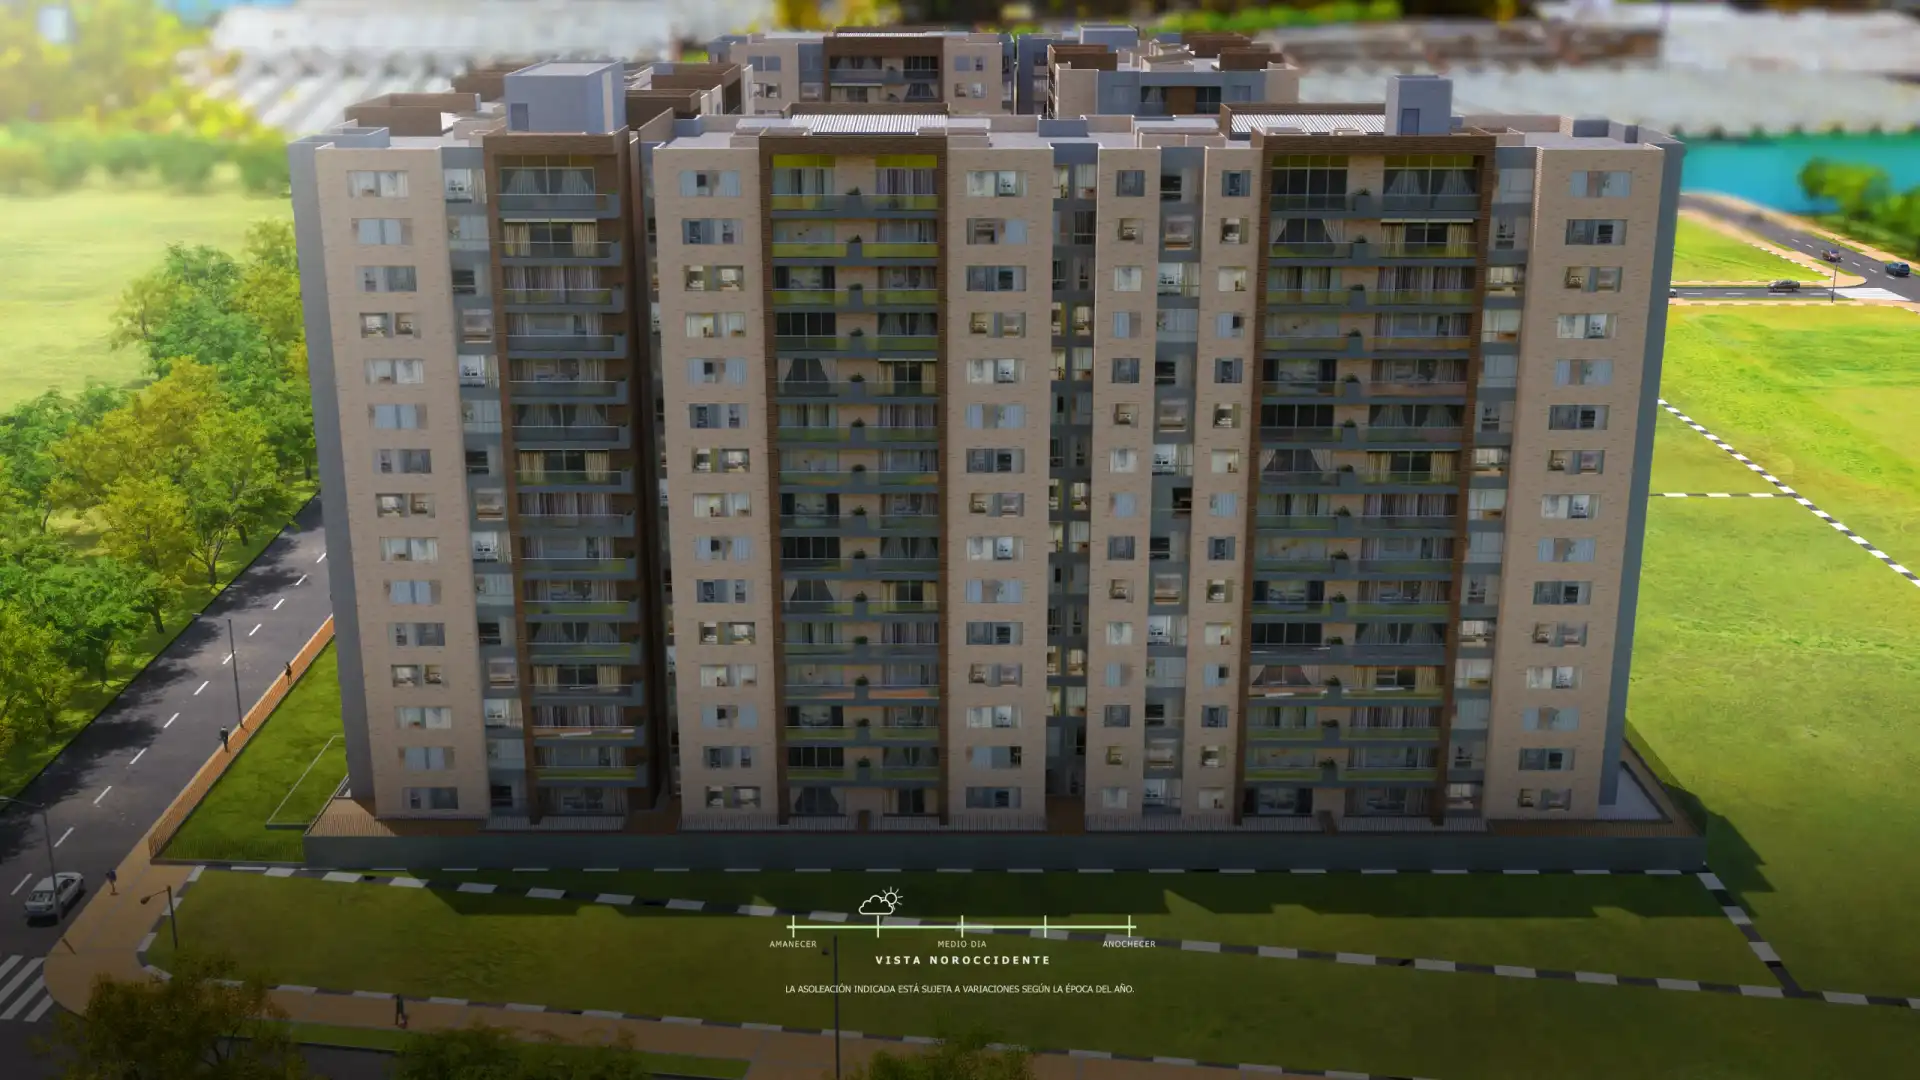 AMANECER MEDIO DIA ANOCHECER
VISTA NOROCCIDENTE
LA ASOLEACIÓN INDICADA ESTÁ SUJETA A VARIACIONES SEGÚN LA ÉPOCA DEL AÑO.